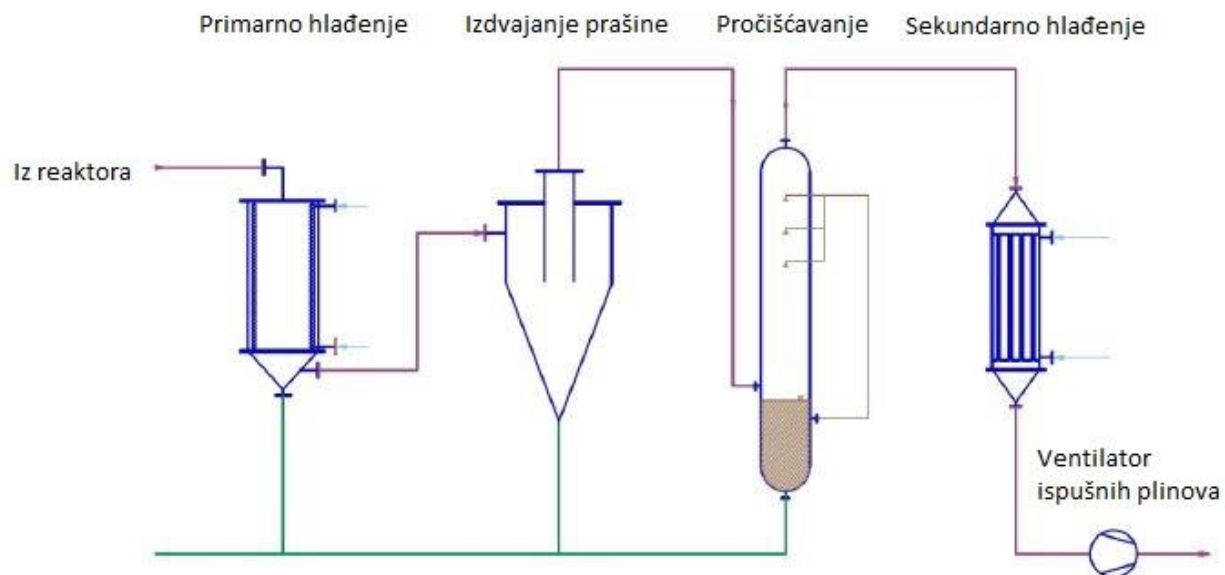 Primarno hlađenje
Izdvajanje prašine
Pročišćavanje
Sekundarno hlađenje
Iz reaktora
Ventilator
ispušnih plinova